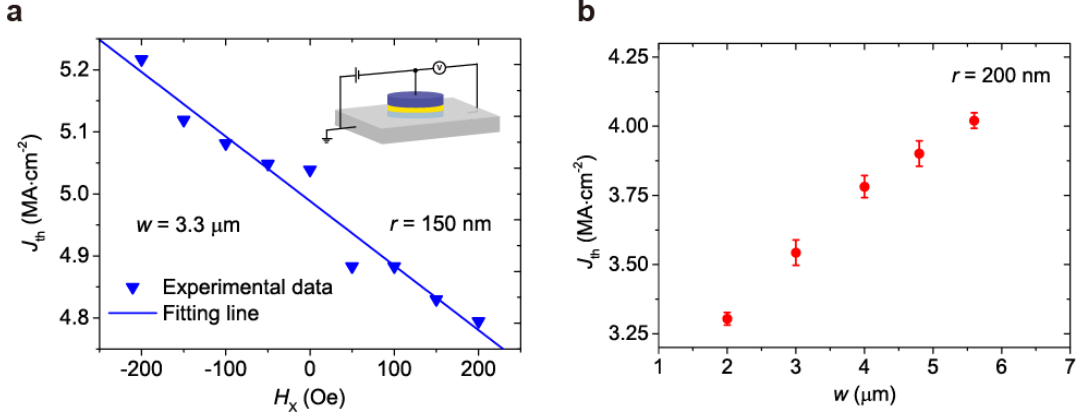 a
5.2
5.1
5.0
4.9
4.8
J_th (MA·cm⁻²)
V
w = 3.3 μm
r = 150 nm
Experimental data
Fitting line
-200 -100 0 100 200
H_X (Oe)
b
4.25
4.00
3.75
3.50
3.25
J_th (MA·cm⁻²)
r = 200 nm
1 2 3 4 5 6 7
w (μm)